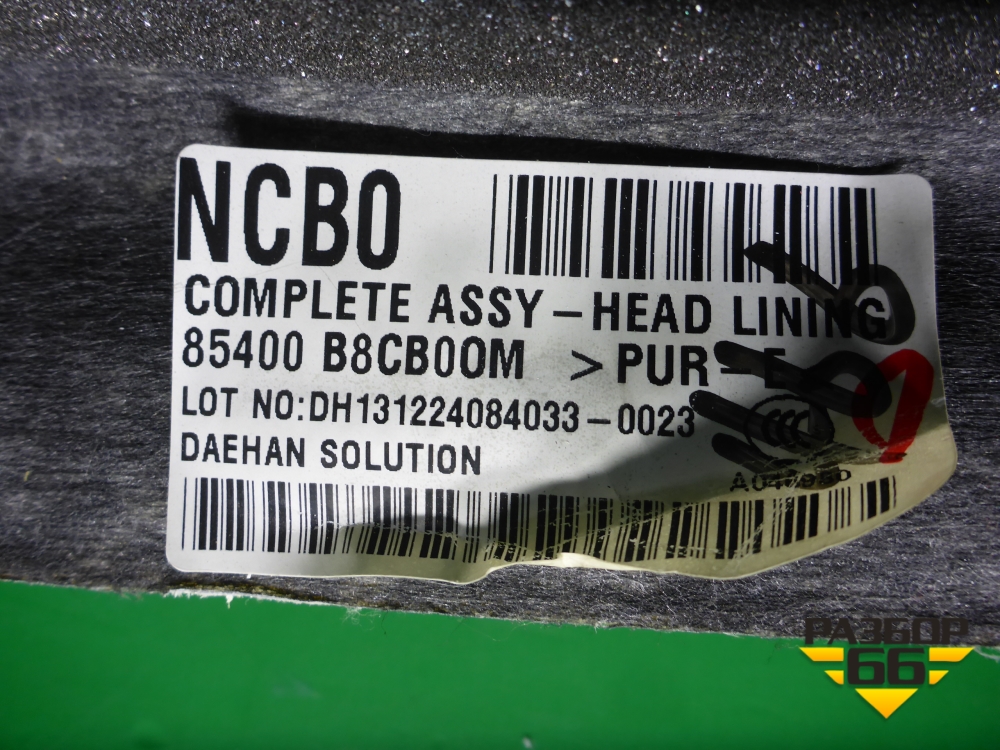 NCB0
COMPLETE ASSY-HEAD LINING
85400 B8CB00M >PUR-E
LOT NO:DH131224084033-0023
DAEHAN SOLUTION
РАЗБОР
66